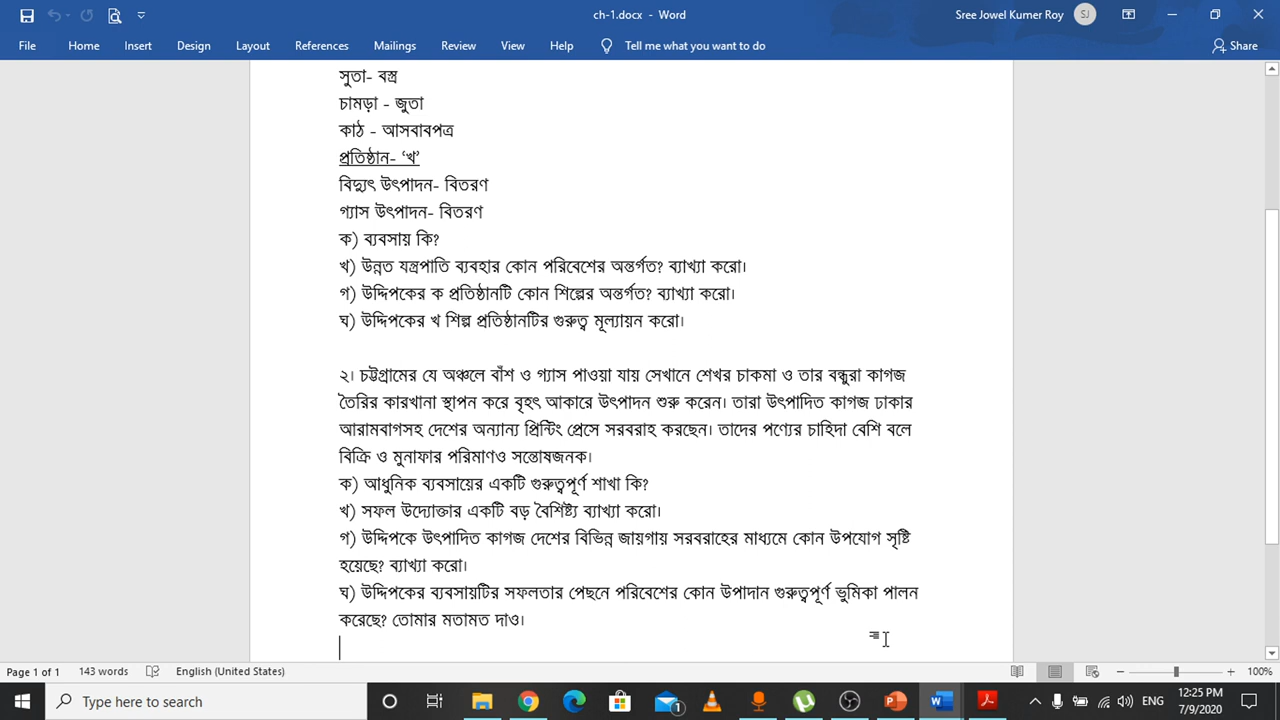 ch-1.docx - Word
Sree Jowel Kumer Roy SJ
File Home Insert Design Layout References Mailings Review View Help Tell me what you want to do Share
সুতা- বস্ত্র
চামড়া - জুতা
কাঠ - আসবাবপত্র
প্রতিষ্ঠান- ‘খ’
বিদ্যুৎ উৎপাদন- বিতরণ
গ্যাস উৎপাদন- বিতরণ
ক) ব্যবসায় কি?
খ) উন্নত যন্ত্রপাতি ব্যবহার কোন পরিবেশের অন্তর্গত? ব্যাখ্যা করো।
গ) উদ্দিপকের ক প্রতিষ্ঠানটি কোন শিল্পের অন্তর্গত? ব্যাখ্যা করো।
ঘ) উদ্দিপকের খ শিল্প প্রতিষ্ঠানটির গুরুত্ব মূল্যায়ন করো।
২। চট্টগ্রামের যে অঞ্চলে বাঁশ ও গ্যাস পাওয়া যায় সেখানে শেখর চাকমা ও তার বন্ধুরা কাগজ
তৈরির কারখানা স্থাপন করে বৃহৎ আকারে উৎপাদন শুরু করেন। তারা উৎপাদিত কাগজ ঢাকার
আরামবাগসহ দেশের অন্যান্য প্রিন্টিং প্রেসে সরবরাহ করছেন। তাদের পণ্যের চাহিদা বেশি বলে
বিক্রি ও মুনাফার পরিমাণও সন্তোষজনক।
ক) আধুনিক ব্যবসায়ের একটি গুরুত্বপূর্ণ শাখা কি?
খ) সফল উদ্যোক্তার একটি বড় বৈশিষ্ট্য ব্যাখ্যা করো।
গ) উদ্দিপকে উৎপাদিত কাগজ দেশের বিভিন্ন জায়গায় সরবরাহের মাধ্যমে কোন উপযোগ সৃষ্টি
হয়েছে? ব্যাখ্যা করো।
ঘ) উদ্দিপকের ব্যবসায়টির সফলতার পেছনে পরিবেশের কোন উপাদান গুরুত্বপূর্ণ ভুমিকা পালন
করেছে? তোমার মতামত দাও।
Page 1 of 1 143 words English (United States) 100%
Type here to search 1 ENG 12:25 PM
7/9/2020